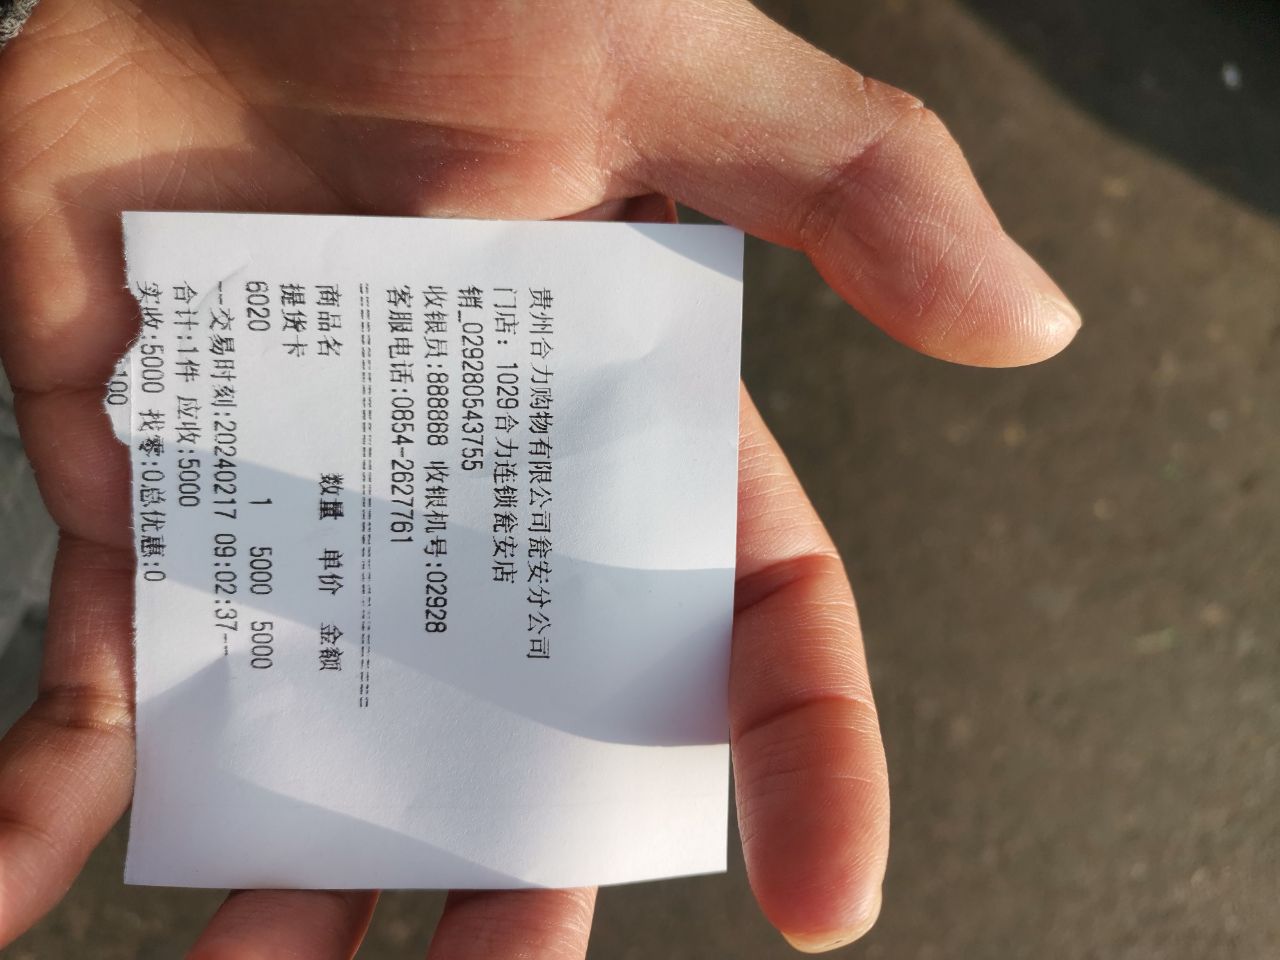 贵州合力购物有限公司瓮安分公司
门店: 1029合力连锁瓮安店
销_02928054375​5
收银员:888888 收银机号:02928
客服电话:0854-2627761
商品名 数量 单价 金额
提货卡
6020 1 5000 5000
--交易时刻:20240217 09:02:37--
合计:1件 应收:5000
实收:5000 找零:0总优惠:0